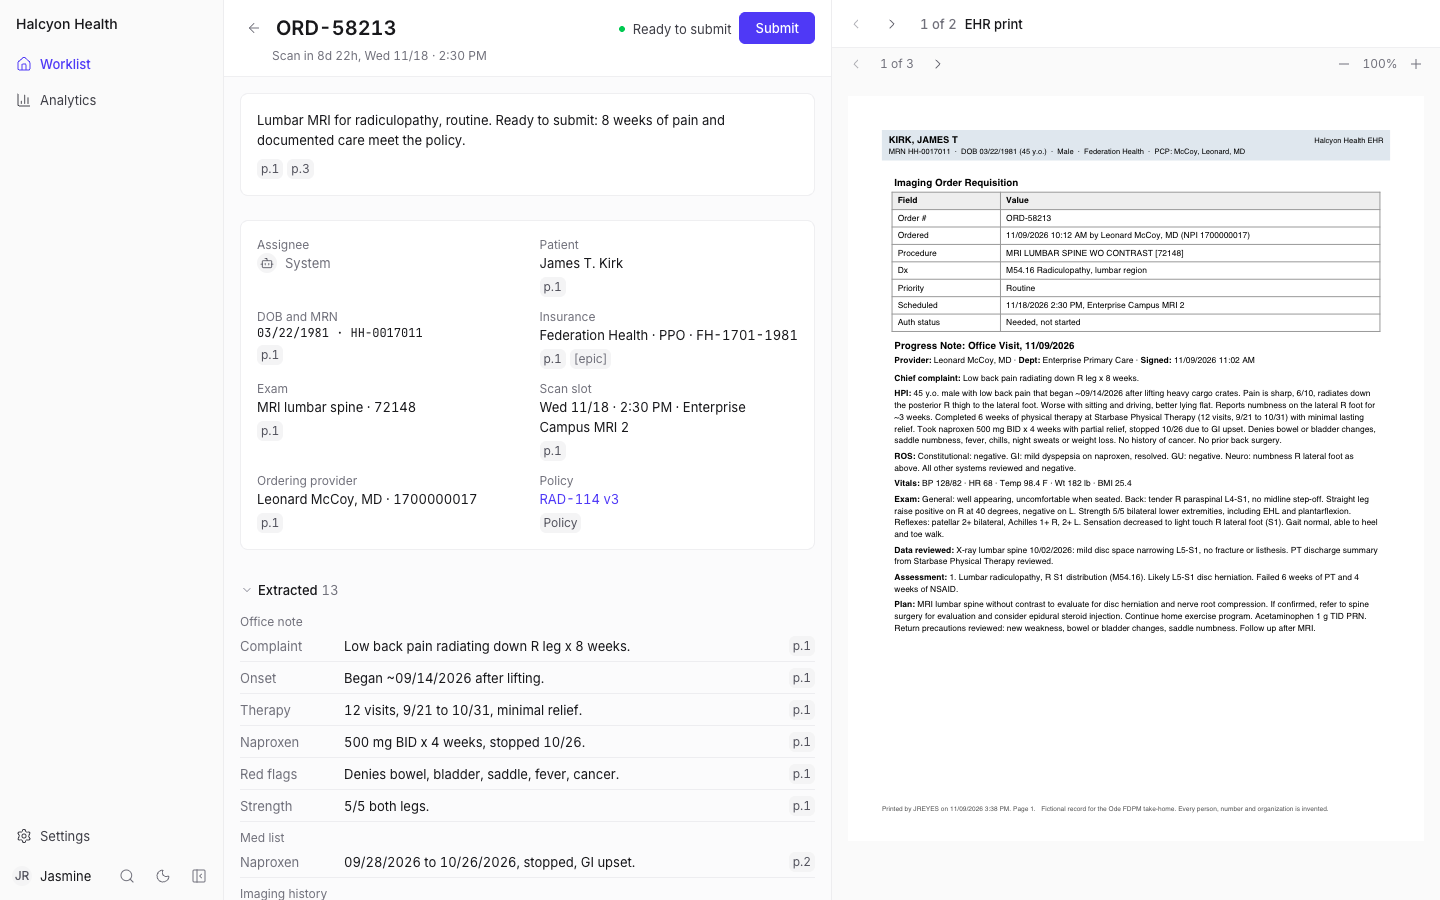 Halcyon Health
Worklist
Analytics
Settings
JR Jasmine
ORD-58213
Ready to submit
Submit
Scan in 8d 22h, Wed 11/18 · 2:30 PM
Lumbar MRI for radiculopathy, routine. Ready to submit: 8 weeks of pain and
documented care meet the policy.
p.1 p.3
Assignee
System
Patient
James T. Kirk
p.1
DOB and MRN
03/22/1981 · HH-0017011
p.1
Insurance
Federation Health · PPO · FH-1701-1981
p.1 [epic]
Exam
MRI lumbar spine · 72148
p.1
Scan slot
Wed 11/18 · 2:30 PM · Enterprise
Campus MRI 2
p.1
Ordering provider
Leonard McCoy, MD · 1700000017
p.1
Policy
RAD-114 v3
Policy
Extracted 13
Office note
Complaint Low back pain radiating down R leg x 8 weeks. p.1
Onset Began ~09/14/2026 after lifting. p.1
Therapy 12 visits, 9/21 to 10/31, minimal relief. p.1
Naproxen 500 mg BID x 4 weeks, stopped 10/26. p.1
Red flags Denies bowel, bladder, saddle, fever, cancer. p.1
Strength 5/5 both legs. p.1
Med list
Naproxen 09/28/2026 to 10/26/2026, stopped, GI upset. p.2
Imaging history
1 of 2 EHR print
1 of 3
100%
KIRK, JAMES T
Halcyon Health EHR
MRN HH-0017011 · DOB 03/22/1981 (45 y.o.) · Male · Federation Health · PCP: McCoy, Leonard, MD
Imaging Order Requisition
Field Value
Order # ORD-58213
Ordered 11/09/2026 10:12 AM by Leonard McCoy, MD (NPI 1700000017)
Procedure MRI LUMBAR SPINE WO CONTRAST [72148]
Dx M54.16 Radiculopathy, lumbar region
Priority Routine
Scheduled 11/18/2026 2:30 PM, Enterprise Campus MRI 2
Auth status Needed, not started
Progress Note: Office Visit, 11/09/2026
Provider: Leonard McCoy, MD · Dept: Enterprise Primary Care · Signed: 11/09/2026 11:02 AM
Chief complaint: Low back pain radiating down R leg x 8 weeks.
HPI: 45 y.o. male with low back pain that began ~09/14/2026 after lifting heavy cargo crates. Pain is sharp, 6/10, radiates down
the posterior R thigh to the lateral foot. Worse with sitting and driving, better lying flat. Reports numbness on the lateral R foot for
~3 weeks. Completed 6 weeks of physical therapy at Starbase Physical Therapy (12 visits, 9/21 to 10/31) with minimal lasting
relief. Took naproxen 500 mg BID x 4 weeks with partial relief, stopped 10/26 due to GI upset. Denies bowel or bladder changes,
saddle numbness, fever, chills, night sweats or weight loss. No history of cancer. No prior back surgery.
ROS: Constitutional: negative. GI: mild dyspepsia on naproxen, resolved. GU: negative. Neuro: numbness R lateral foot as
above. All other systems reviewed and negative.
Vitals: BP 128/82 · HR 68 · Temp 98.4 F · Wt 182 lb · BMI 25.4
Exam: General: well appearing, uncomfortable when seated. Back: tender R paraspinal L4-S1, no midline step-off. Straight leg
raise positive on R at 40 degrees, negative on L. Strength 5/5 bilateral lower extremities, including EHL and plantarflexion.
Reflexes: patellar 2+ bilateral, Achilles 1+ R, 2+ L. Sensation decreased to light touch R lateral foot (S1). Gait normal, able to heel
and toe walk.
Data reviewed: X-ray lumbar spine 10/02/2026: mild disc space narrowing L5-S1, no fracture or listhesis. PT discharge summary
from Starbase Physical Therapy reviewed.
Assessment: 1. Lumbar radiculopathy, R S1 distribution (M54.16). Likely L5-S1 disc herniation. Failed 6 weeks of PT and 4
weeks of NSAID.
Plan: MRI lumbar spine without contrast to evaluate for disc herniation and nerve root compression. If confirmed, refer to spine
surgery for evaluation and consider epidural steroid injection. Continue home exercise program. Acetaminophen 1 g TID PRN.
Return precautions reviewed: new weakness, bowel or bladder changes, saddle numbness. Follow up after MRI.
Printed by JREYES on 11/09/2026 3:38 PM. Page 1. Fictional record for the Ode FDPM take-home. Every person, number and organization is invented.